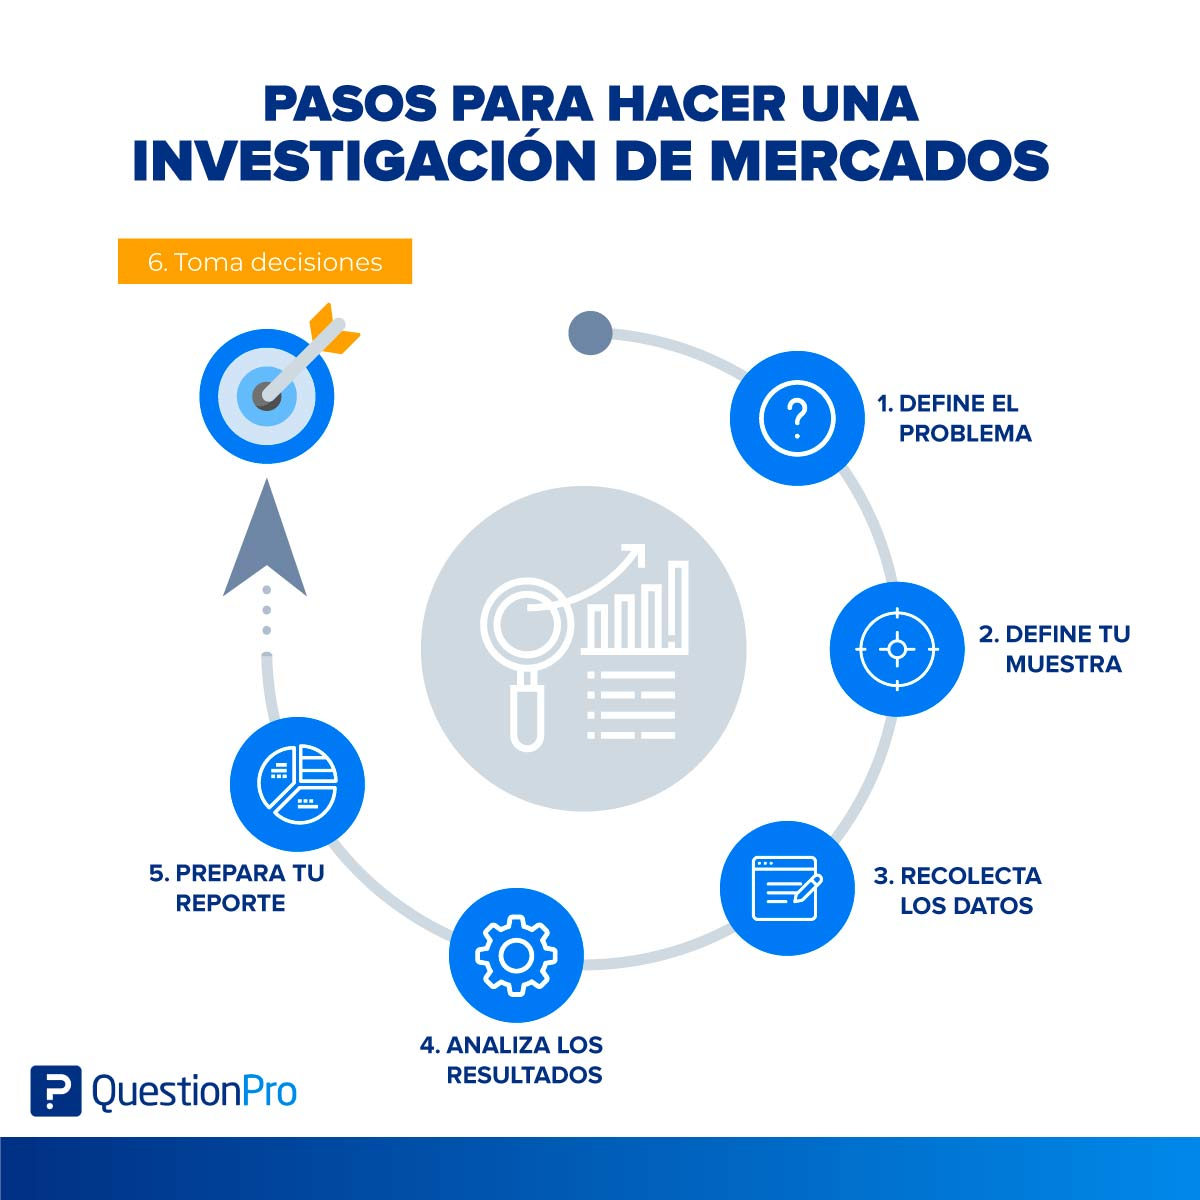 PASOS PARA HACER UNA
INVESTIGACIÓN DE MERCADOS
6. Toma decisiones
1. DEFINE EL
PROBLEMA
2. DEFINE TU
MUESTRA
3. RECOLECTA
LOS DATOS
4. ANALIZA LOS
RESULTADOS
5. PREPARA TU
REPORTE
QuestionPro